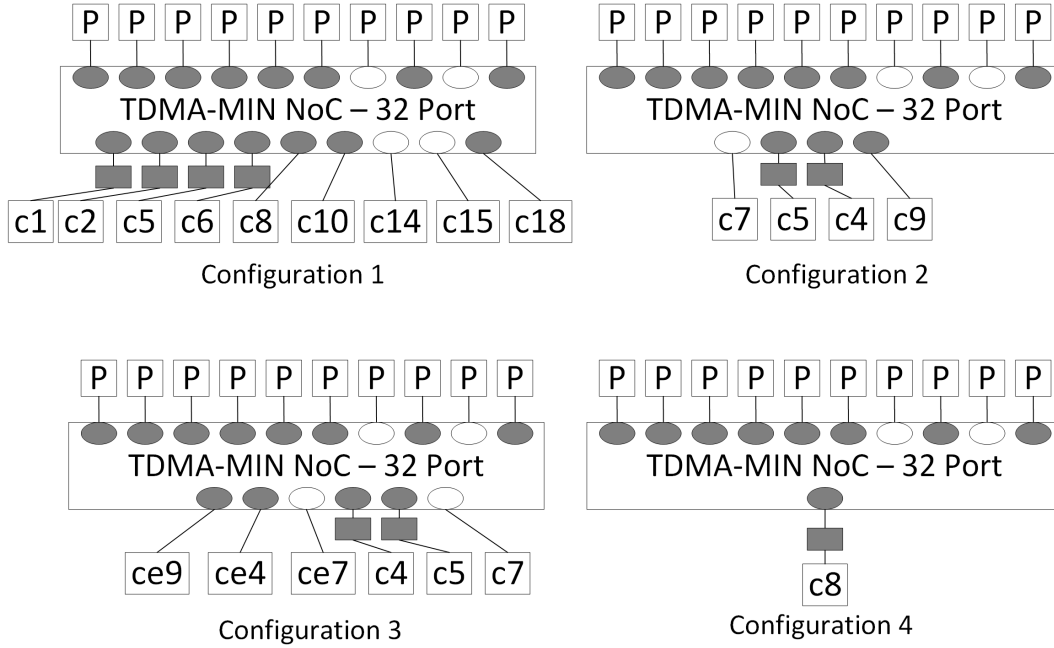 P P P P P P P P P P
TDMA-MIN NoC – 32 Port
c1 c2 c5 c6 c8 c10 c14 c15 c18
Configuration 1
P P P P P P P P P P
TDMA-MIN NoC – 32 Port
c7 c5 c4 c9
Configuration 2
P P P P P P P P P P
TDMA-MIN NoC – 32 Port
ce9 ce4 ce7 c4 c5 c7
Configuration 3
P P P P P P P P P P
TDMA-MIN NoC – 32 Port
c8
Configuration 4